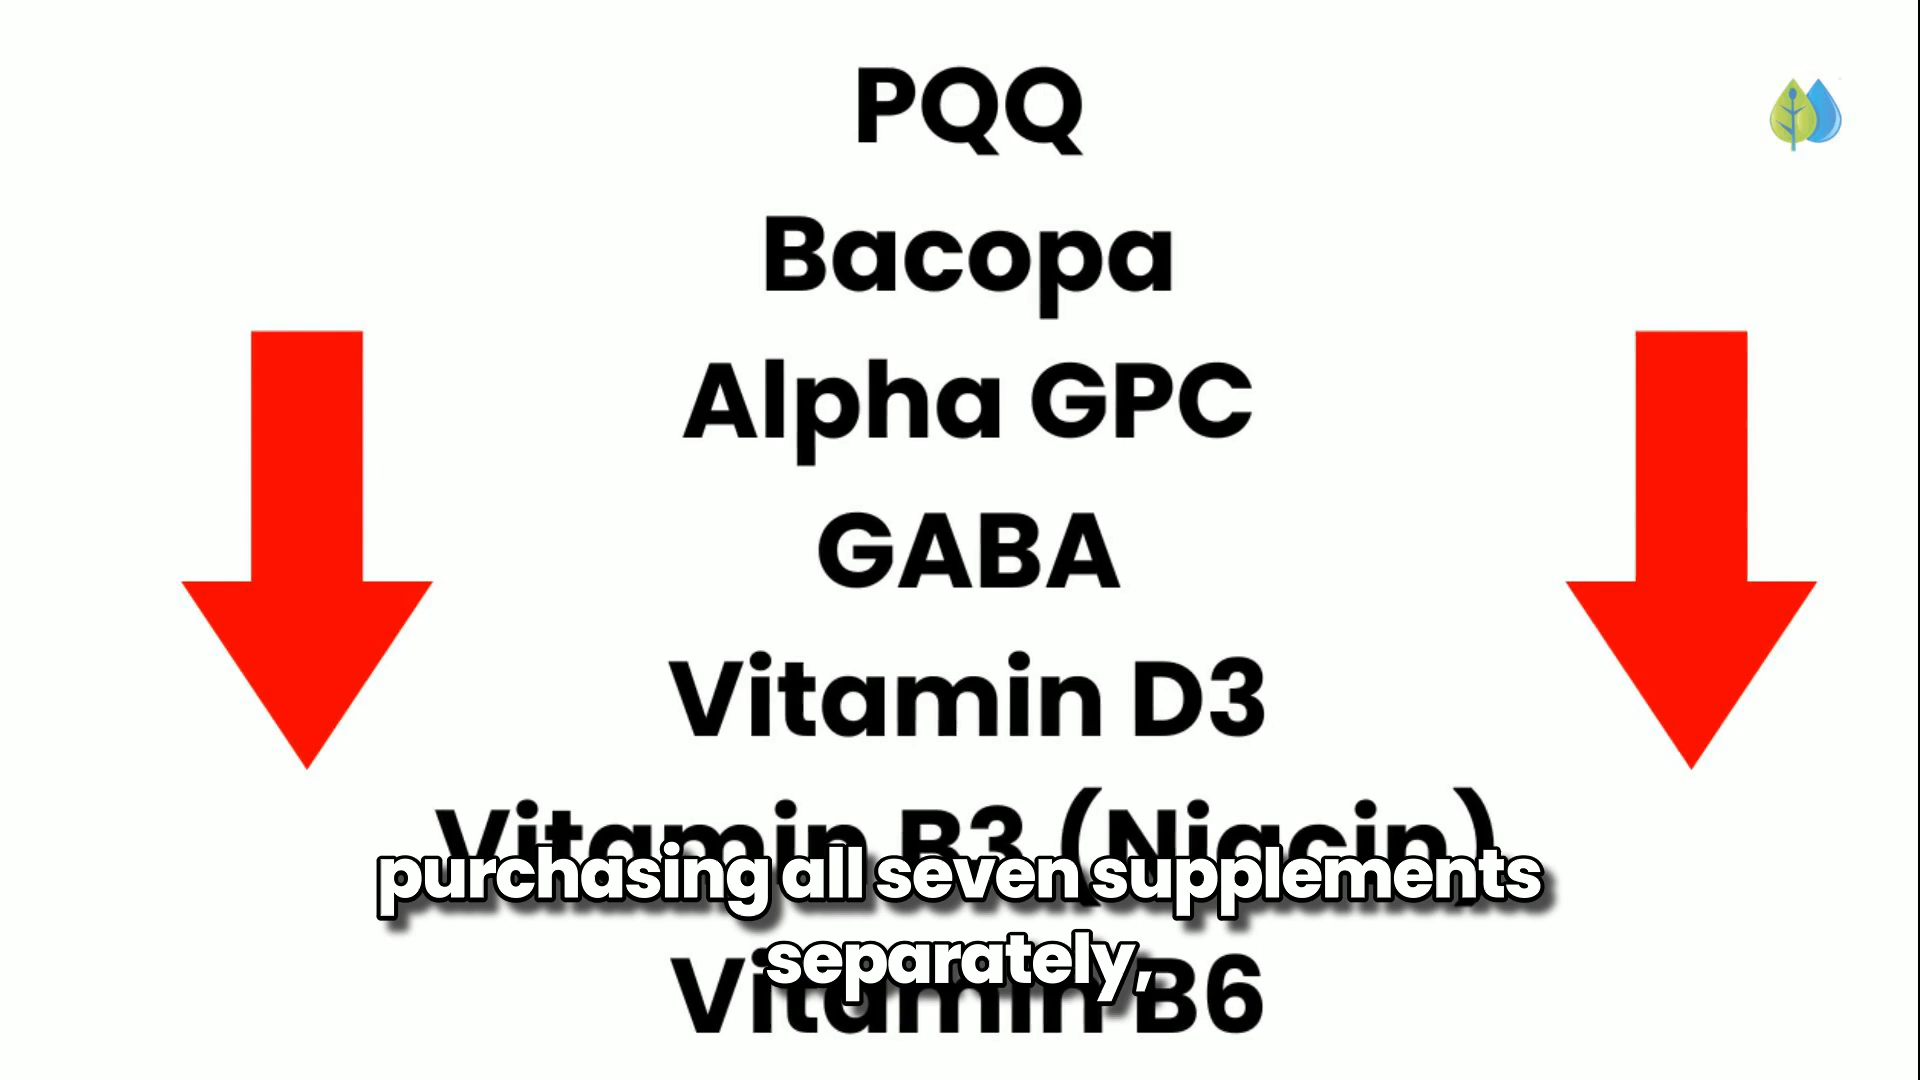 PQQ
Bacopa
Alpha GPC
GABA
Vitamin D3
Vitamin B3 (Niacin)
purchasing all seven supplements
separately,
Vitamin B6